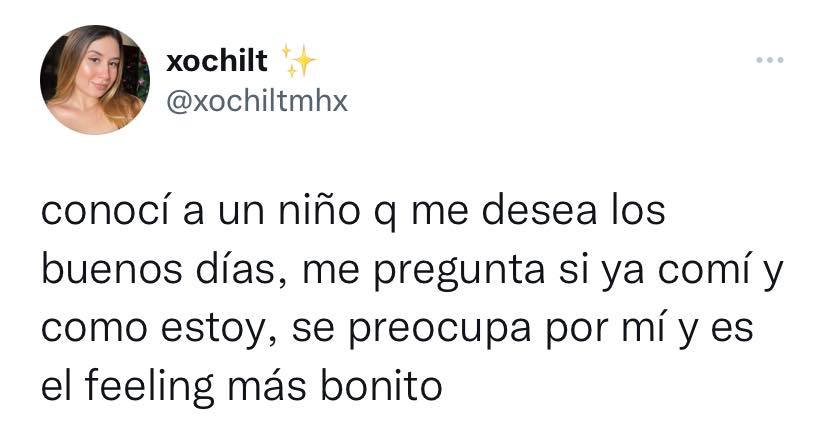 xochilt ✨
@xochiltmhx
conocí a un niño q me desea los
buenos días, me pregunta si ya comí y
como estoy, se preocupa por mí y es
el feeling más bonito